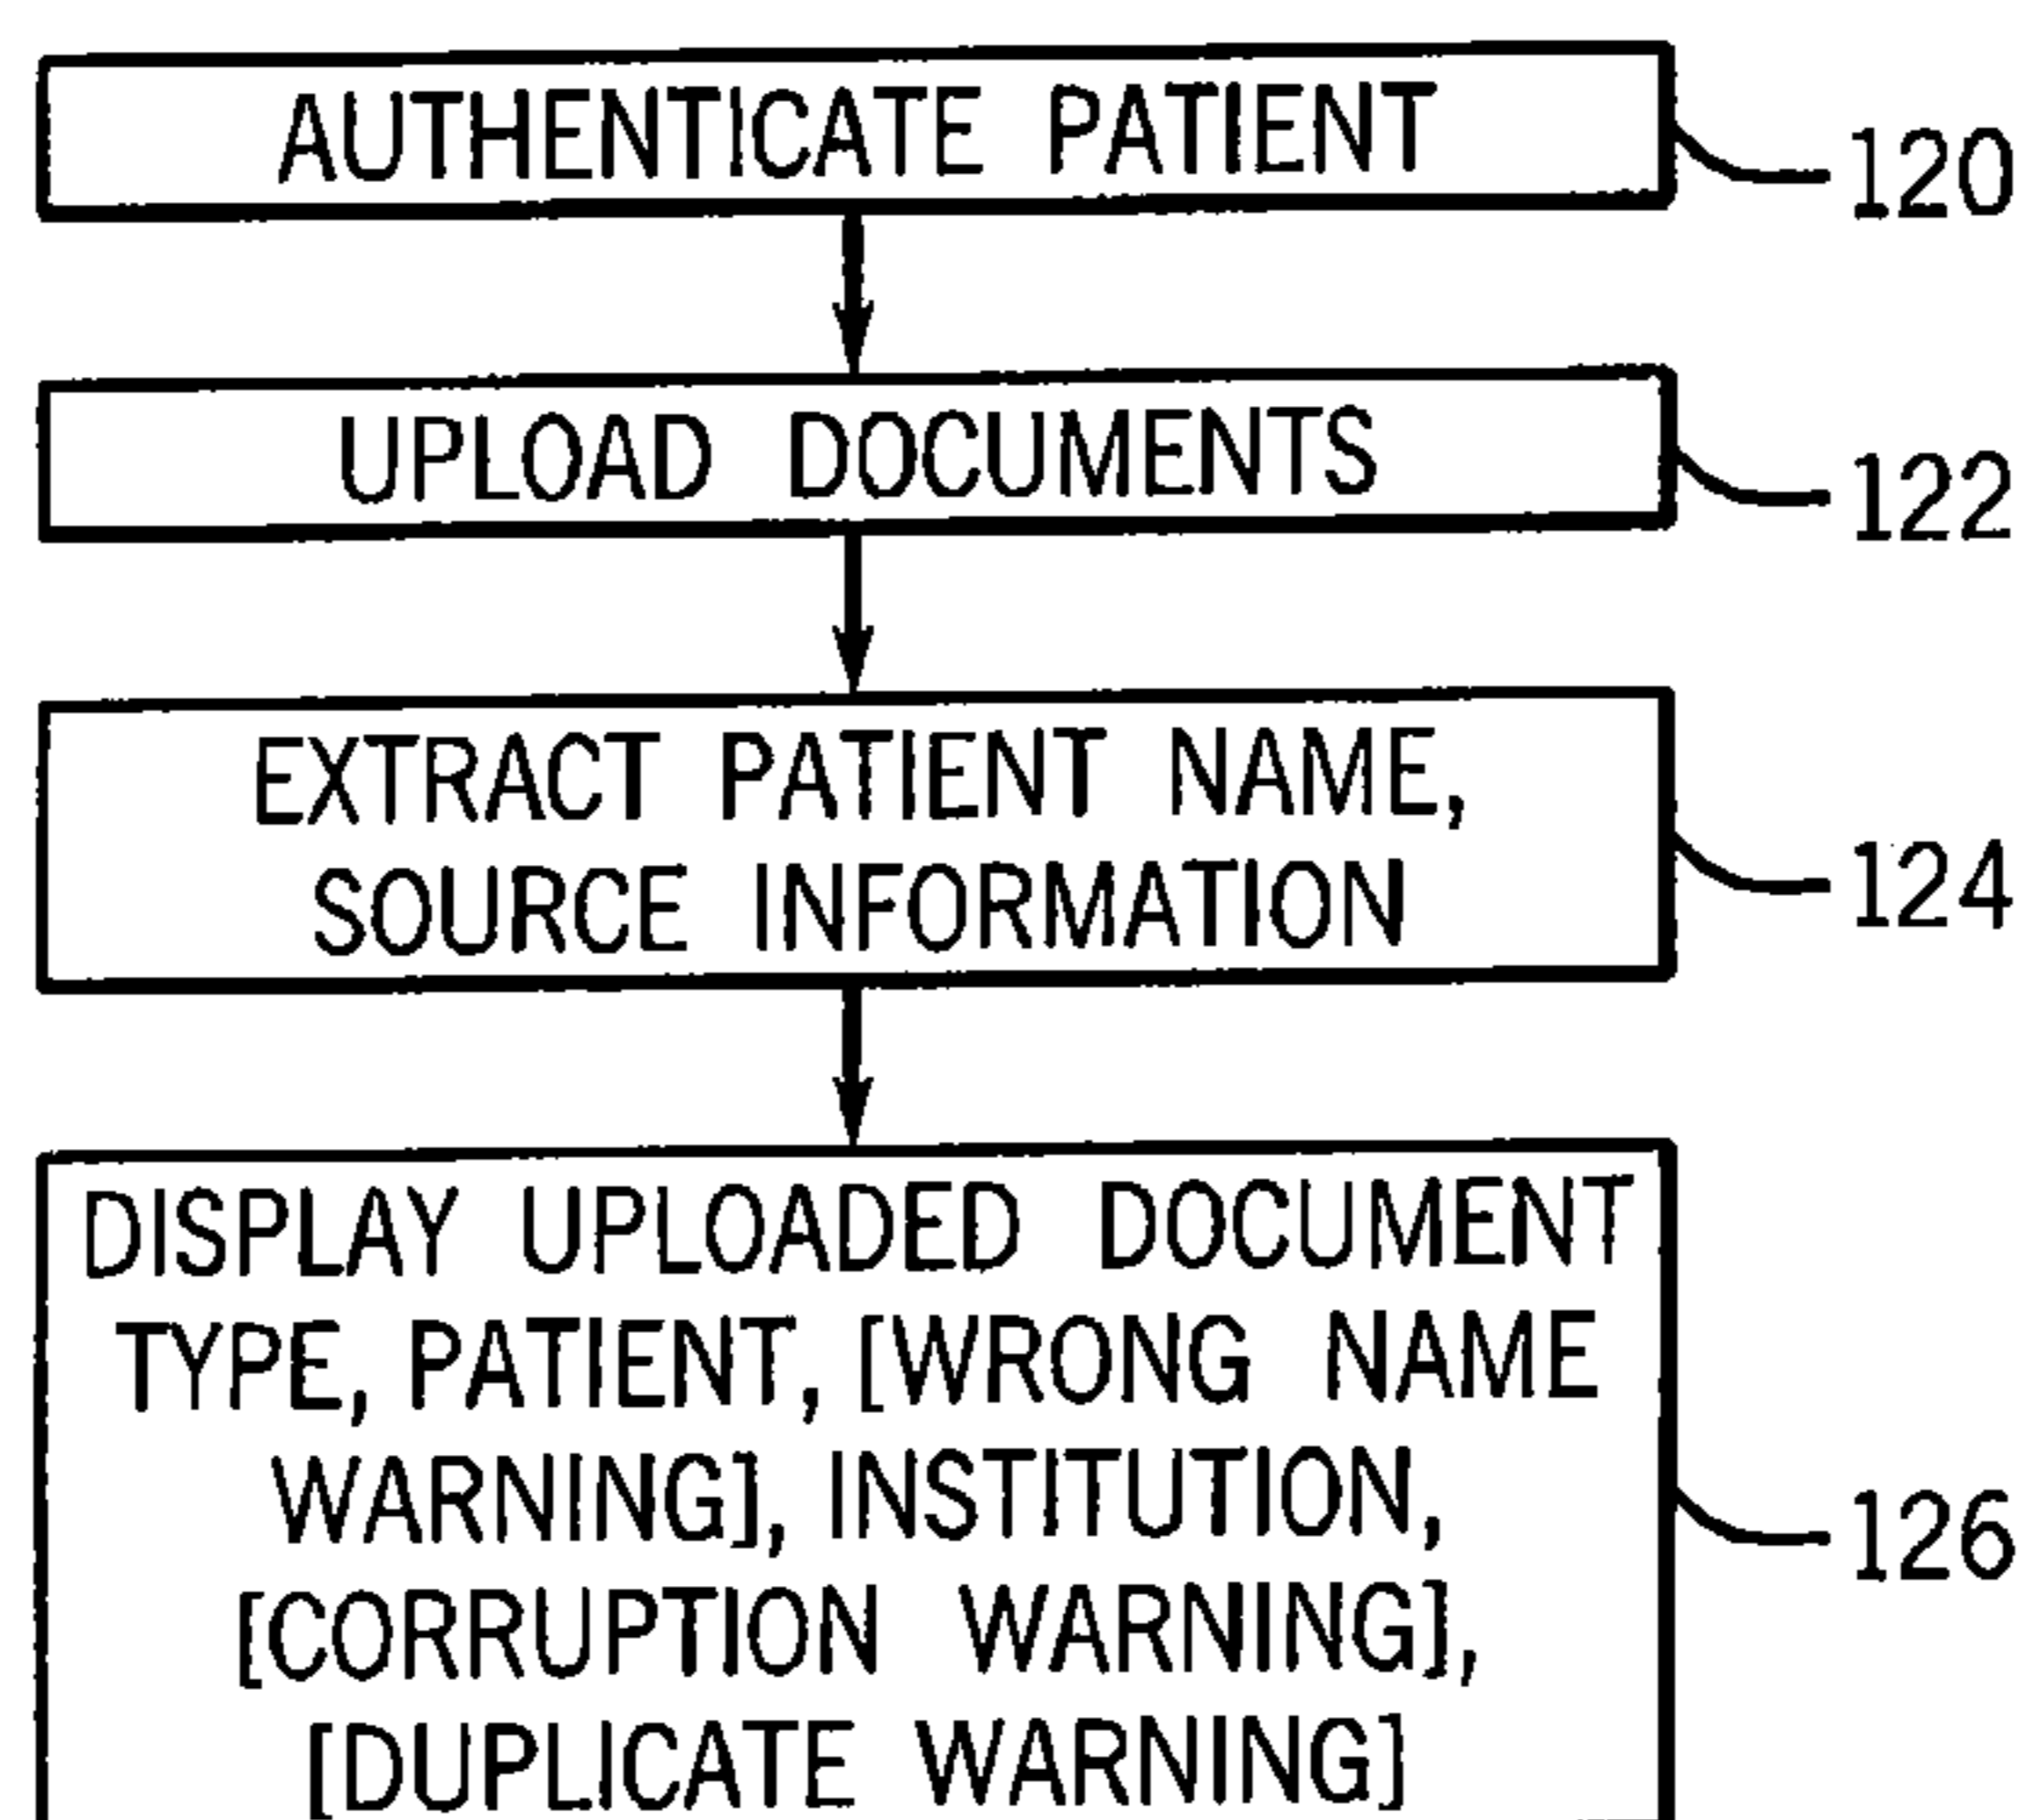 AUTHENTICATE PATIENT
120
UPLOAD DOCUMENTS
122
EXTRACT PATIENT NAME,
SOURCE INFORMATION
124
DISPLAY UPLOADED DOCUMENT
TYPE, PATIENT, [WRONG NAME
WARNING], INSTITUTION,
[CORRUPTION WARNING],
[DUPLICATE WARNING]
126